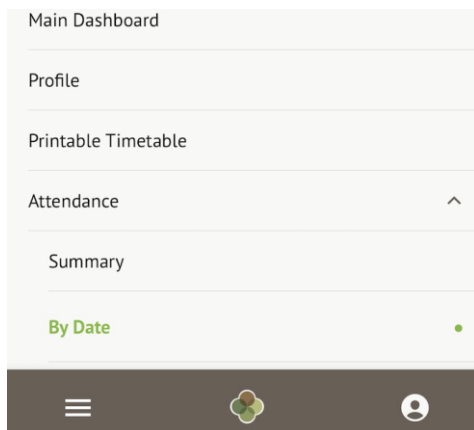 Main Dashboard
Profile
Printable Timetable
Attendance
Summary
By Date